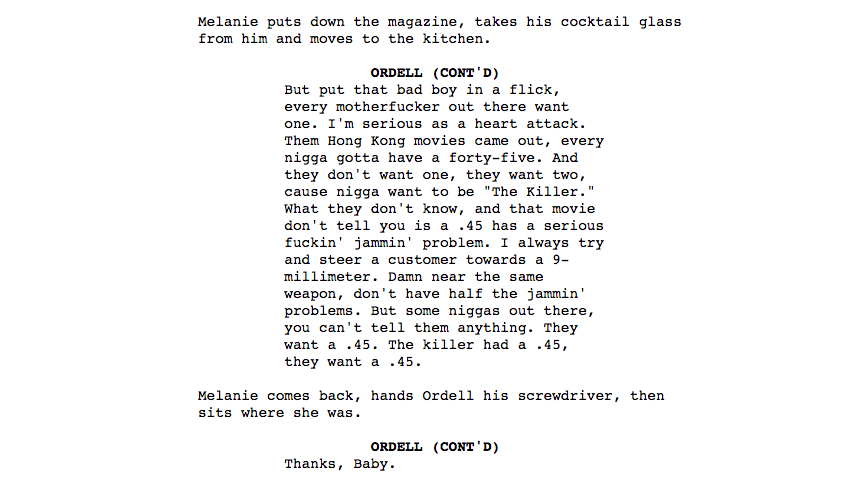 Melanie puts down the magazine, takes his cocktail glass
from him and moves to the kitchen.
ORDELL (CONT'D)
But put that bad boy in a flick,
every motherfucker out there want
one. I'm serious as a heart attack.
Them Hong Kong movies came out, every
nigga gotta have a forty-five. And
they don't want one, they want two,
cause nigga want to be "The Killer."
What they don't know, and that movie
don't tell you is a .45 has a serious
fuckin' jammin' problem. I always try
and steer a customer towards a 9-
millimeter. Damn near the same
weapon, don't have half the jammin'
problems. But some niggas out there,
you can't tell them anything. They
want a .45. The killer had a .45,
they want a .45.
Melanie comes back, hands Ordell his screwdriver, then
sits where she was.
ORDELL (CONT'D)
Thanks, Baby.